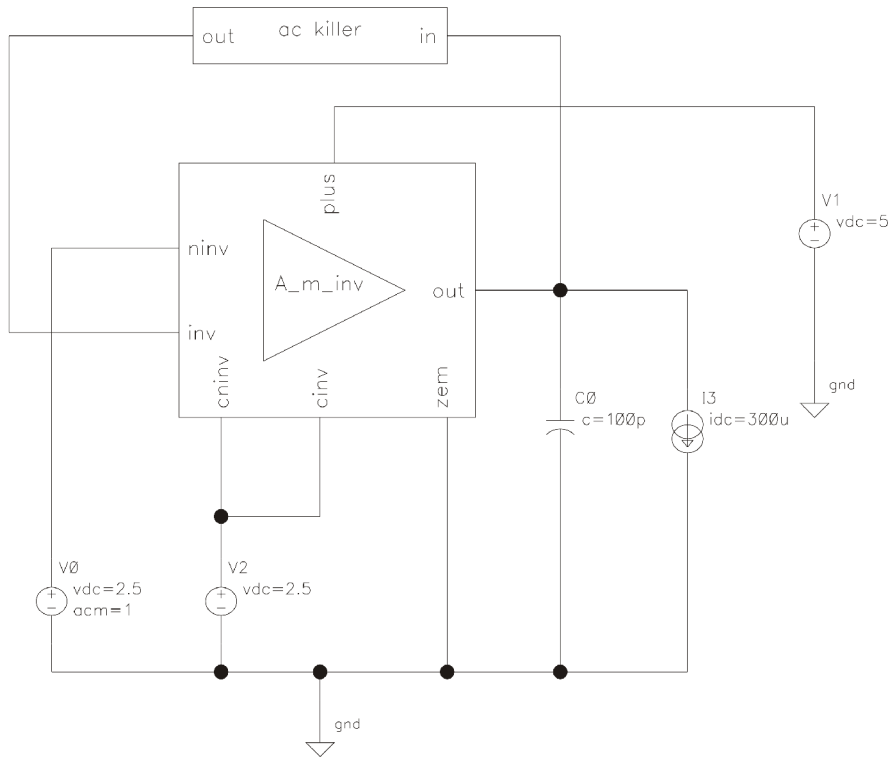 out ac killer in
plus
V1
vdc=5
ninv
A_m_inv
out
inv
cninv
cinv
zem
gnd
C0
c=100p
I3
idc=300u
V0
vdc=2.5
acm=1
V2
vdc=2.5
gnd